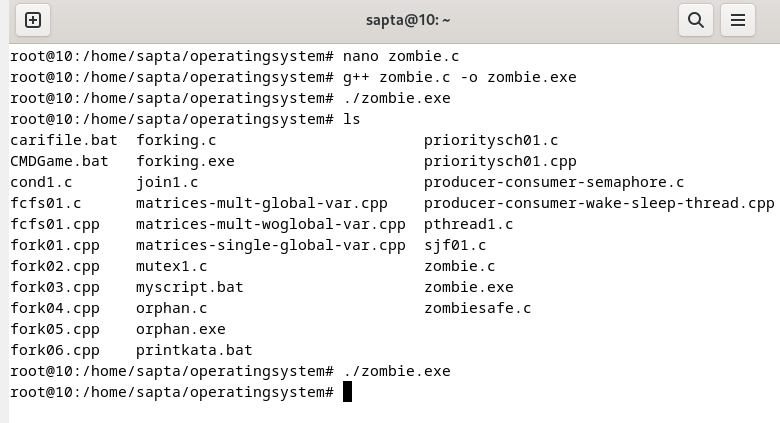 sapta@10: ~
root@10:/home/sapta/operatingsystem# nano zombie.c
root@10:/home/sapta/operatingsystem# g++ zombie.c -o zombie.exe
root@10:/home/sapta/operatingsystem# ./zombie.exe
root@10:/home/sapta/operatingsystem# ls
carifile.bat  forking.c                       prioritysch01.c
CMDGame.bat   forking.exe                     prioritysch01.cpp
cond1.c       join1.c                         producer-consumer-semaphore.c
fcfs01.c      matrices-mult-global-var.cpp    producer-consumer-wake-sleep-thread.cpp
fcfs01.cpp    matrices-mult-woglobal-var.cpp  pthread1.c
fork01.cpp    matrices-single-global-var.cpp  sjf01.c
fork02.cpp    mutex1.c                        zombie.c
fork03.cpp    myscript.bat                    zombie.exe
fork04.cpp    orphan.c                        zombiesafe.c
fork05.cpp    orphan.exe
fork06.cpp    printkata.bat
root@10:/home/sapta/operatingsystem# ./zombie.exe
root@10:/home/sapta/operatingsystem#